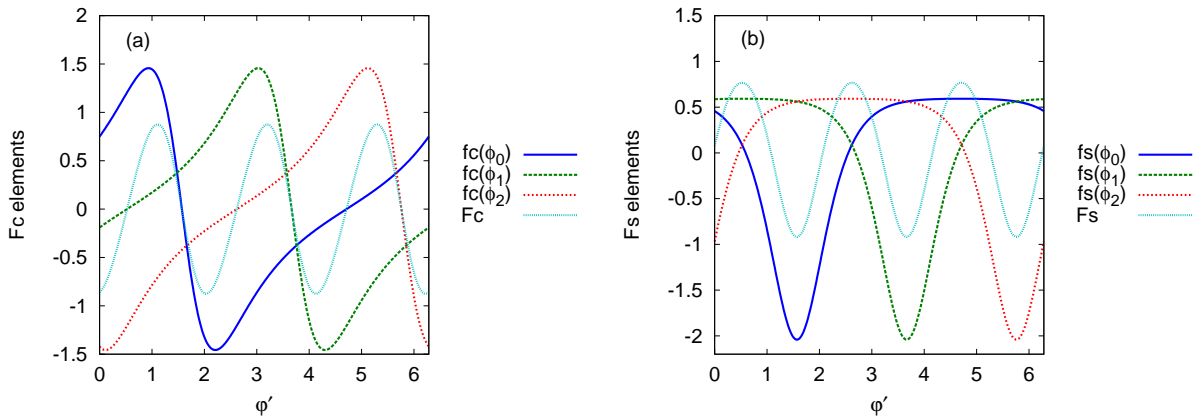 (a)
Fc elements
2
1.5
1
0.5
0
-0.5
-1
-1.5
0 1 2 3 4 5 6
φ′
fc(ϕ₀)
fc(ϕ₁)
fc(ϕ₂)
Fc
(b)
Fs elements
1.5
1
0.5
0
-0.5
-1
-1.5
-2
0 1 2 3 4 5 6
φ′
fs(ϕ₀)
fs(ϕ₁)
fs(ϕ₂)
Fs